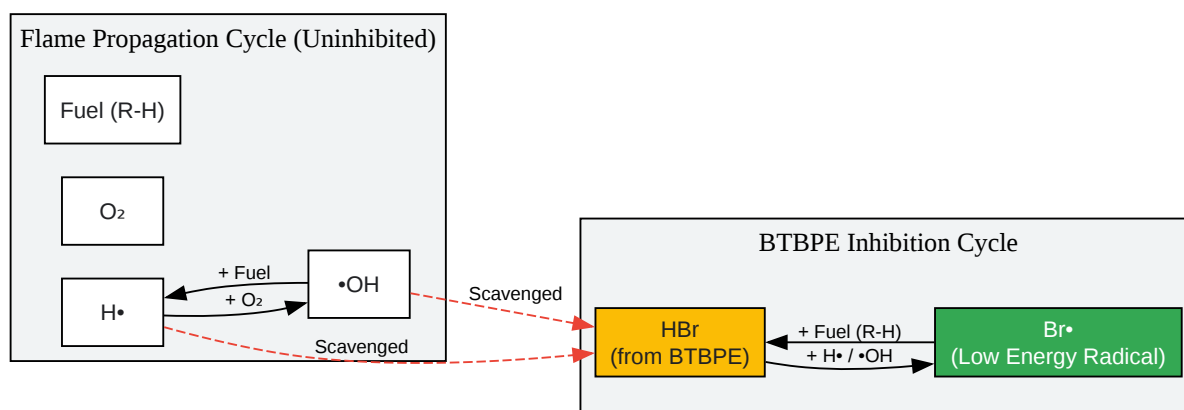 Flame Propagation Cycle (Uninhibited)
Fuel (R-H)
O₂
H•
+ Fuel
+ O₂
•OH
Scavenged
Scavenged
BTBPE Inhibition Cycle
HBr
(from BTBPE)
+ Fuel (R-H)
+ H• / •OH
Br•
(Low Energy Radical)